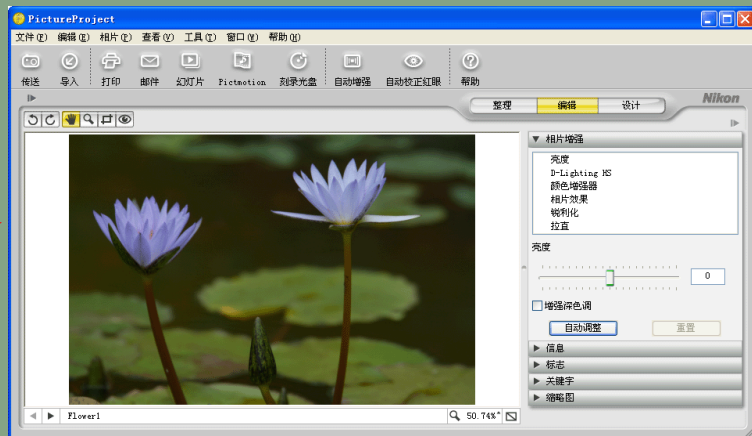 PictureProject
文件(F) 编辑(E) 相片(P) 查看(V) 工具(T) 窗口(W) 帮助(H)
传送 导入 打印 邮件 幻灯片 Pictmotion 刻录光盘 自动增强 自动校正红眼 帮助
整理 编辑 设计 Nikon
相片增强
亮度
D-Lighting HS
颜色增强器
相片效果
锐利化
拉直
亮度
0
增强深色调
自动调整 重置
信息
标志
关键字
缩略图
Flower1 50.74%